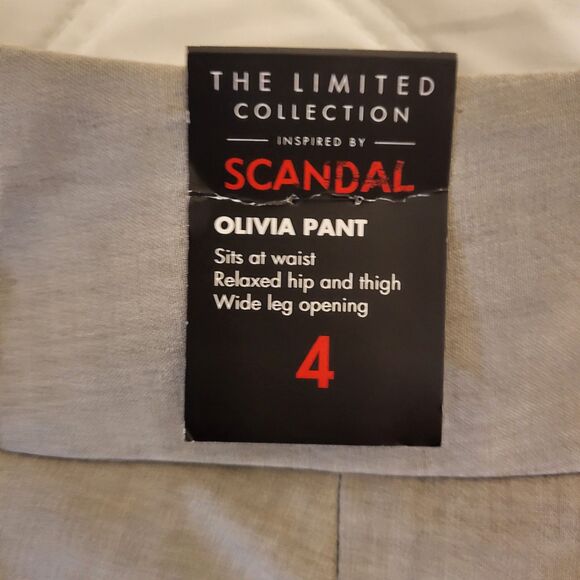 THE LIMITED
COLLECTION
INSPIRED BY
SCANDAL
OLIVIA PANT
Sits at waist
Relaxed hip and thigh
Wide leg opening
4